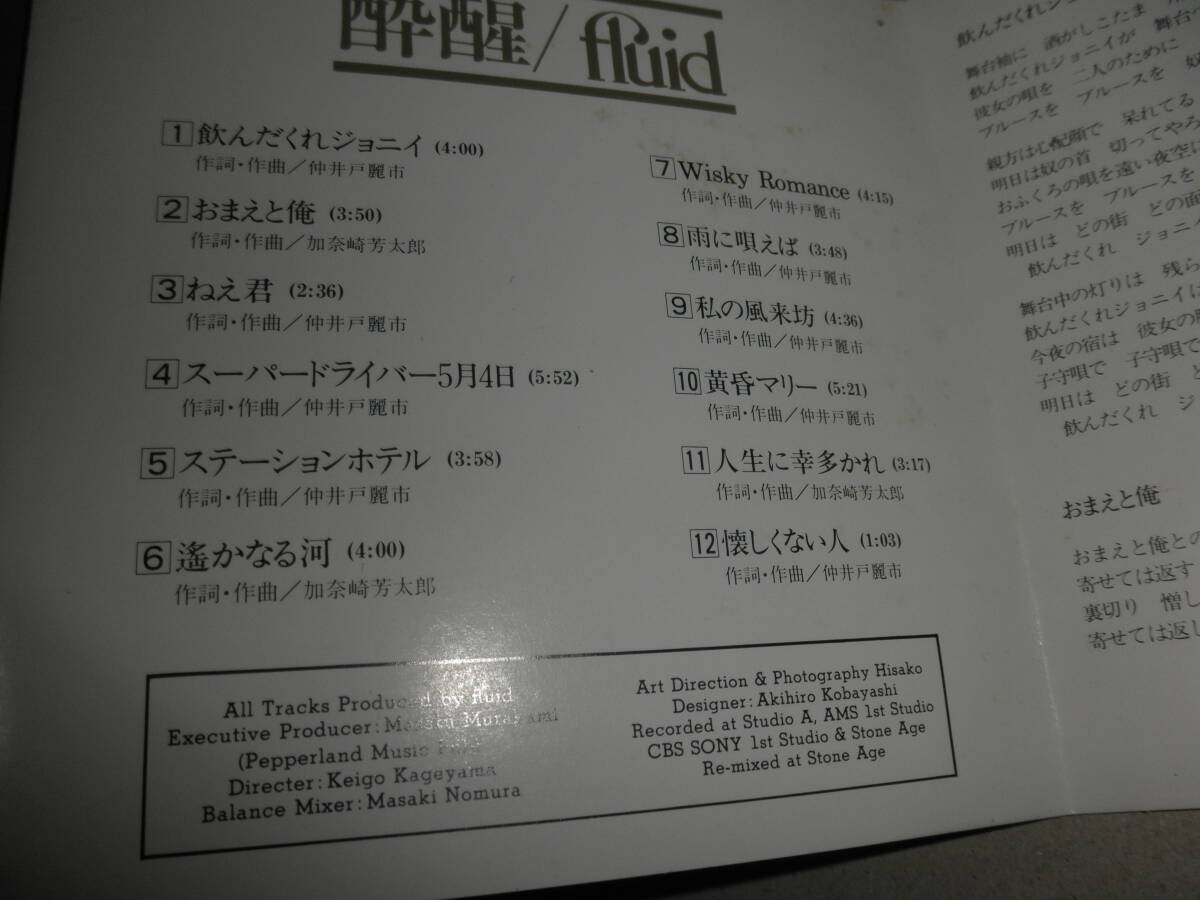 酔醒/fluid
1 飲んだくれジョニイ (4:00)
作詞・作曲／仲井戸麗市
2 おまえと俺 (3:50)
作詞・作曲／加奈崎芳太郎
3 ねえ君 (2:36)
作詞・作曲／仲井戸麗市
4 スーパードライバー5月4日 (5:52)
作詞・作曲／仲井戸麗市
5 ステーションホテル (3:58)
作詞・作曲／仲井戸麗市
6 遙かなる河 (4:00)
作詞・作曲／加奈崎芳太郎
7 Wisky Romance (4:15)
作詞・作曲／仲井戸麗市
8 雨に唄えば (3:48)
作詞・作曲／仲井戸麗市
9 私の風来坊 (4:36)
作詞・作曲／仲井戸麗市
10 黄昏マリー (5:21)
作詞・作曲／仲井戸麗市
11 人生に幸多かれ (3:17)
作詞・作曲／加奈崎芳太郎
12 懐しくない人 (1:03)
作詞・作曲／仲井戸麗市
All Tracks Produced by fluid
Executive Producer:
(Pepperland Music
Directer:Keigo Kageyama
Balance Mixer:Masaki Nomura
Art Direction & Photography Hisako
Designer:Akihiro Kobayashi
Recorded at Studio A, AMS 1st Studio
CBS SONY 1st Studio & Stone Age
Re-mixed at Stone Age
飲んだくれジョニイ
舞台袖に 酒がしこたま
飲んだくれジョニイが 舞台
彼女の唄を 二人のために
ブルースを ブルースを 奴
親方は心配顔で 呆れてる
明日は奴の首 切ってやろ
おふくろの唄を遠い夜空に
ブルースを ブルースを
明日は どの街 どの面
飲んだくれ ジョニイ
舞台中の灯りは 残ら
飲んだくれジョニイは
今夜の宿は 彼女の
子守唄で 子守唄で
明日は どの街 ど
飲んだくれ ジ
おまえと俺
おまえと俺との
寄せては返す
裏切り 憎し
寄せては返し